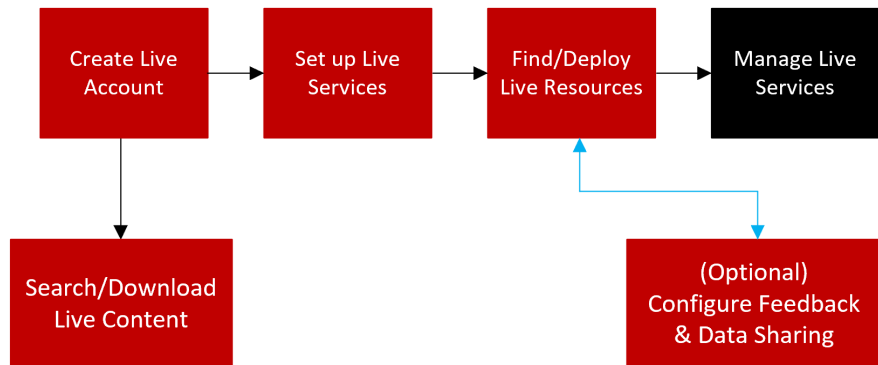 Create Live
Account
Set up Live
Services
Find/Deploy
Live Resources
Manage Live
Services
Search/Download
Live Content
(Optional)
Configure Feedback
& Data Sharing